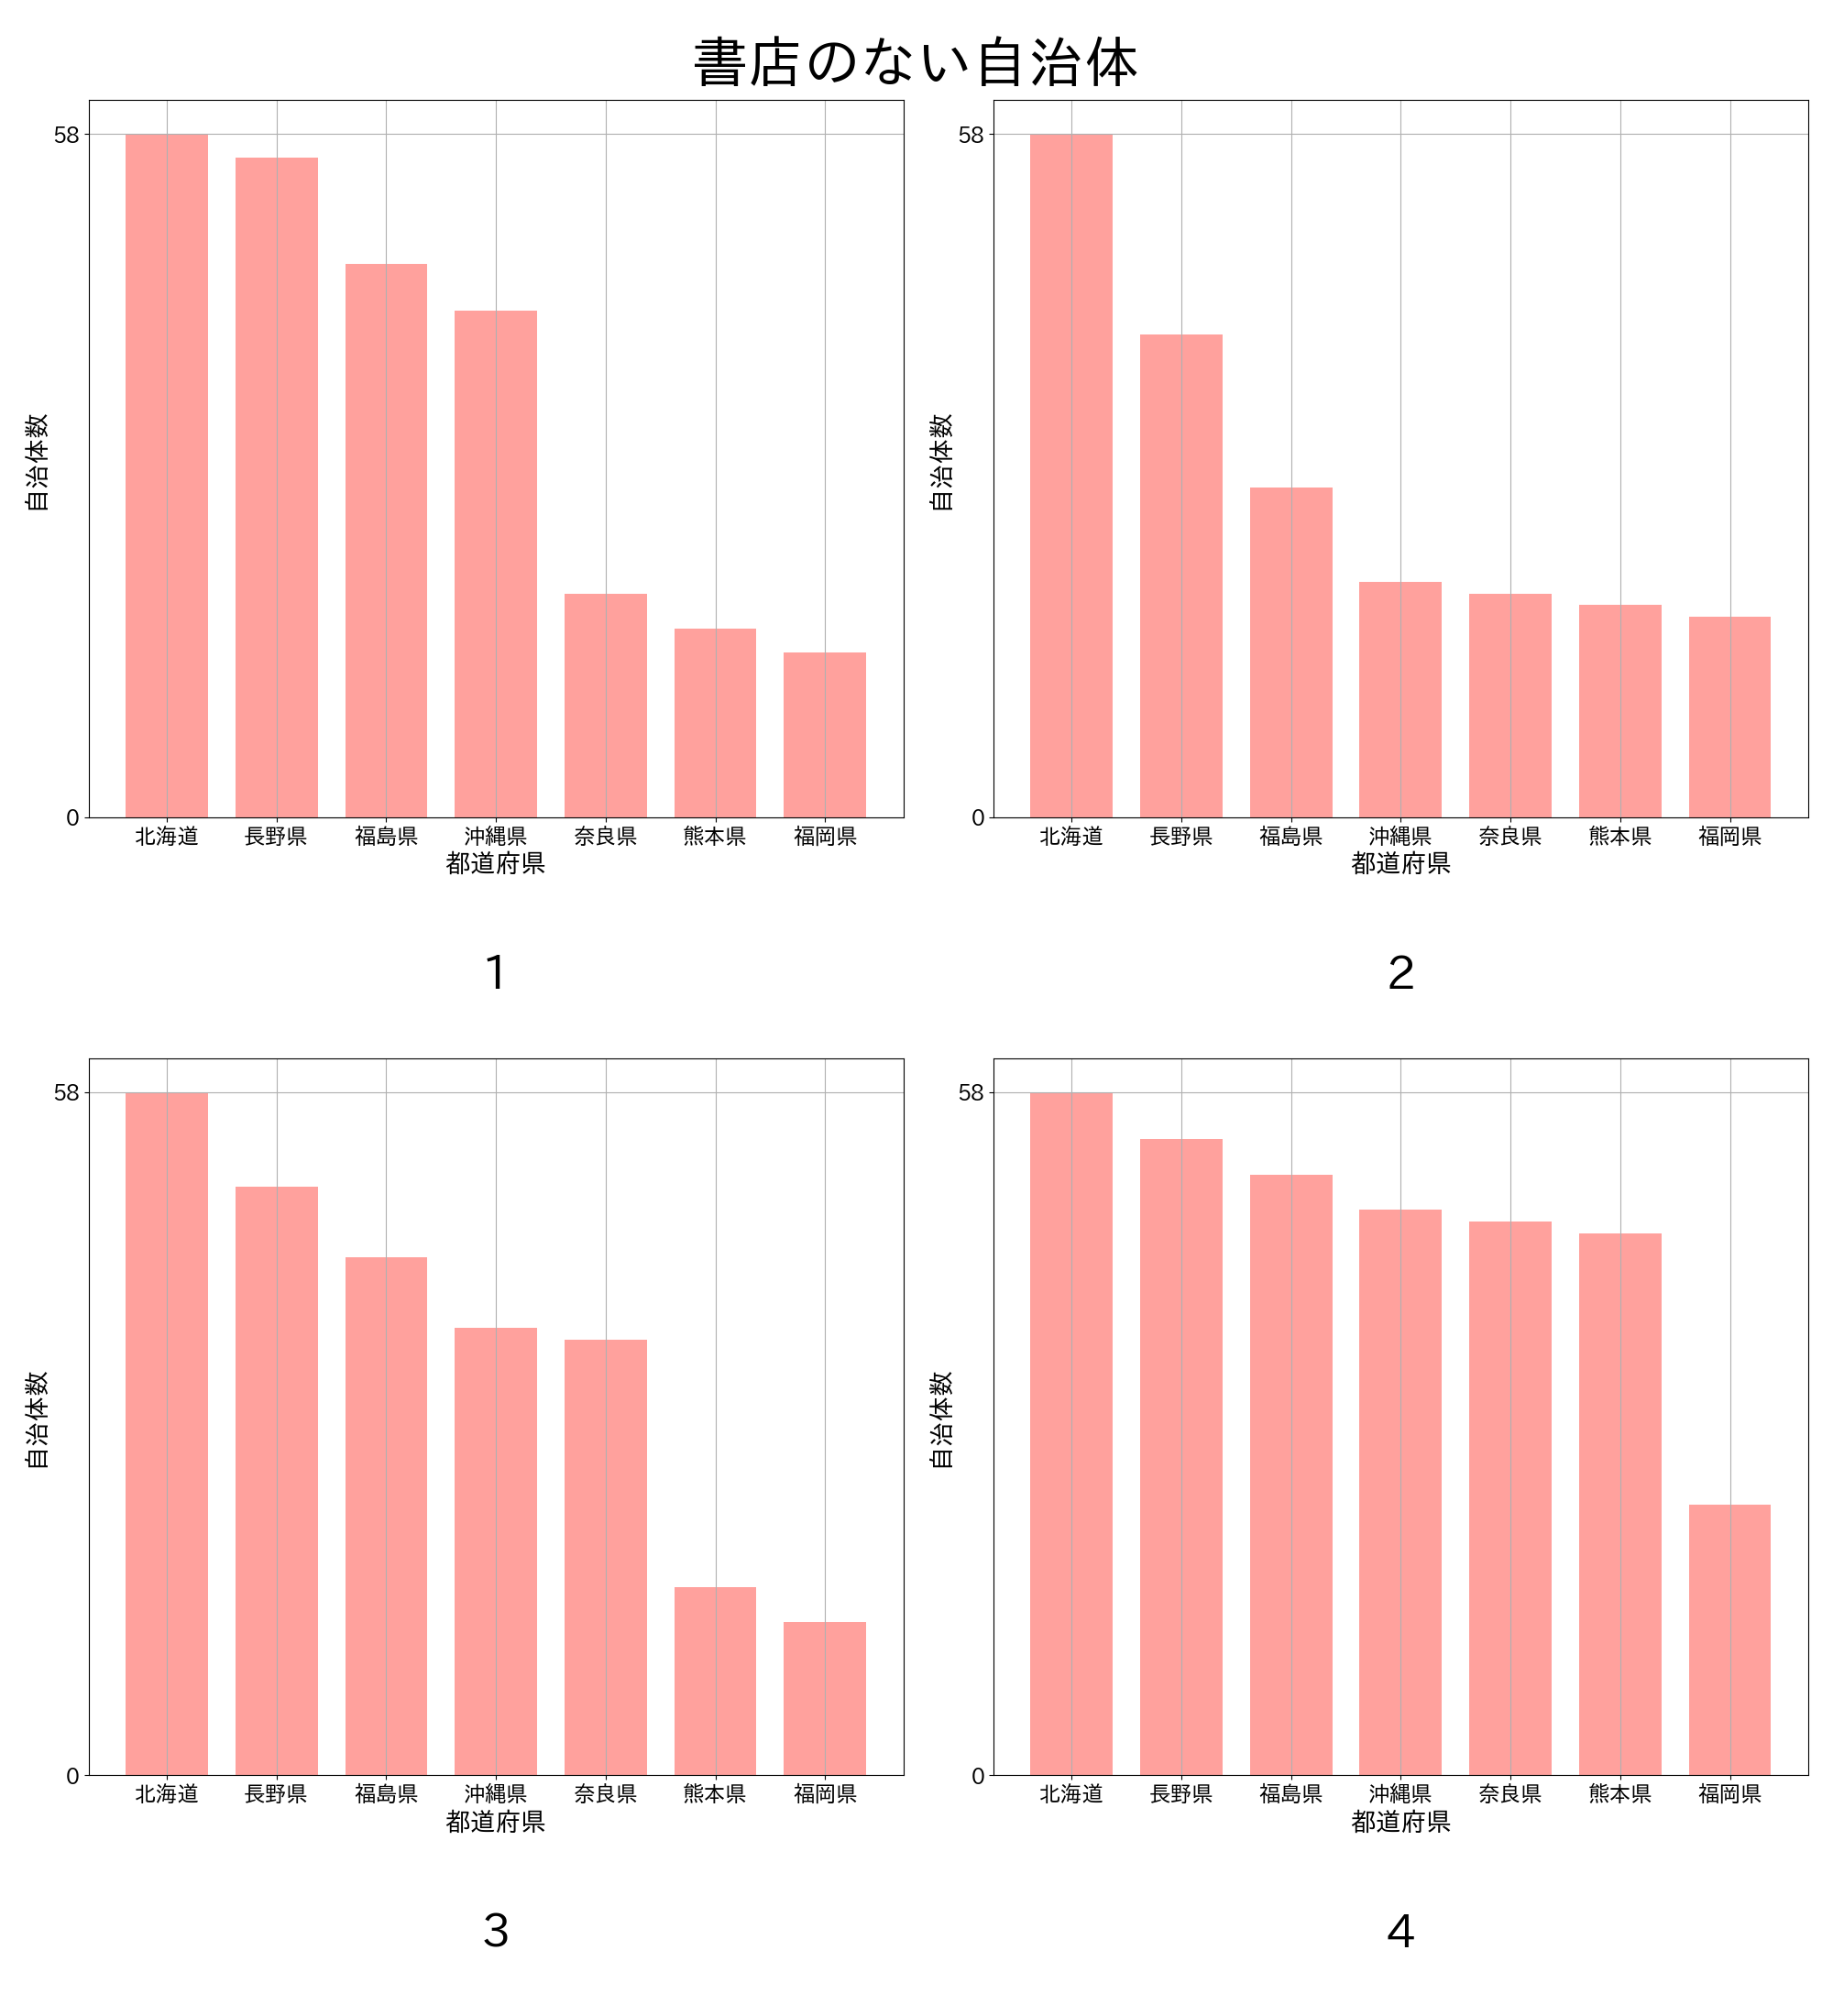 書店のない自治体
58
0
自治体数
北海道 長野県 福島県 沖縄県 奈良県 熊本県 福岡県
都道府県
1
58
0
自治体数
北海道 長野県 福島県 沖縄県 奈良県 熊本県 福岡県
都道府県
2
58
0
自治体数
北海道 長野県 福島県 沖縄県 奈良県 熊本県 福岡県
都道府県
3
58
0
自治体数
北海道 長野県 福島県 沖縄県 奈良県 熊本県 福岡県
都道府県
4